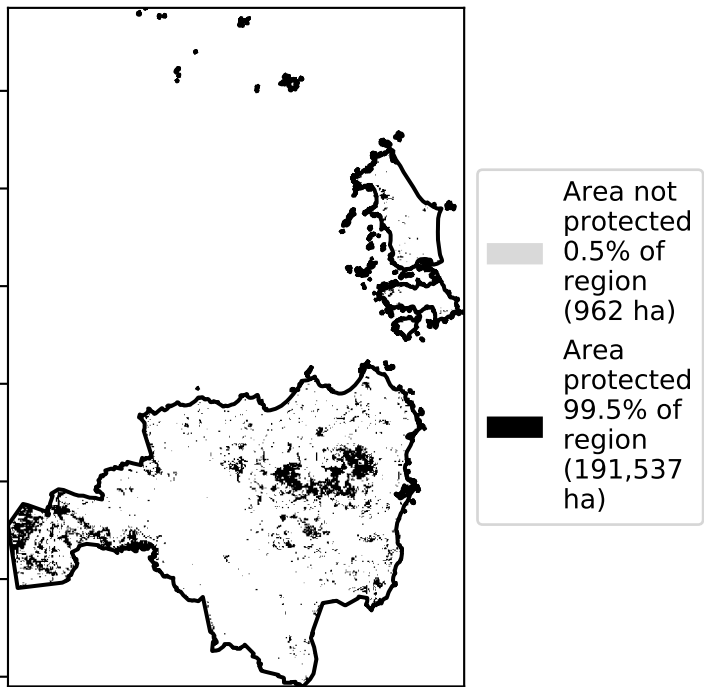 Area not
protected
0.5% of
region
(962 ha)
Area
protected
99.5% of
region
(191,537
ha)